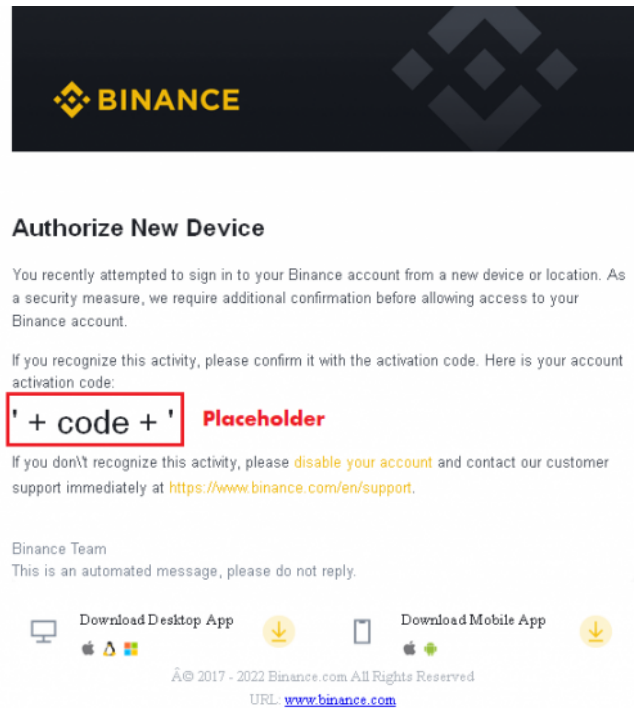 BINANCE
Authorize New Device
You recently attempted to sign in to your Binance account from a new device or location. As
a security measure, we require additional confirmation before allowing access to your
Binance account.
If you recognize this activity, please confirm it with the activation code. Here is your account
activation code:
' + code + ' Placeholder
If you don\'t recognize this activity, please disable your account and contact our customer
support immediately at https://www.binance.com/en/support.
Binance Team
This is an automated message, please do not reply.
Download Desktop App Download Mobile App
© 2017 - 2022 Binance.com All Rights Reserved
URL: www.binance.com